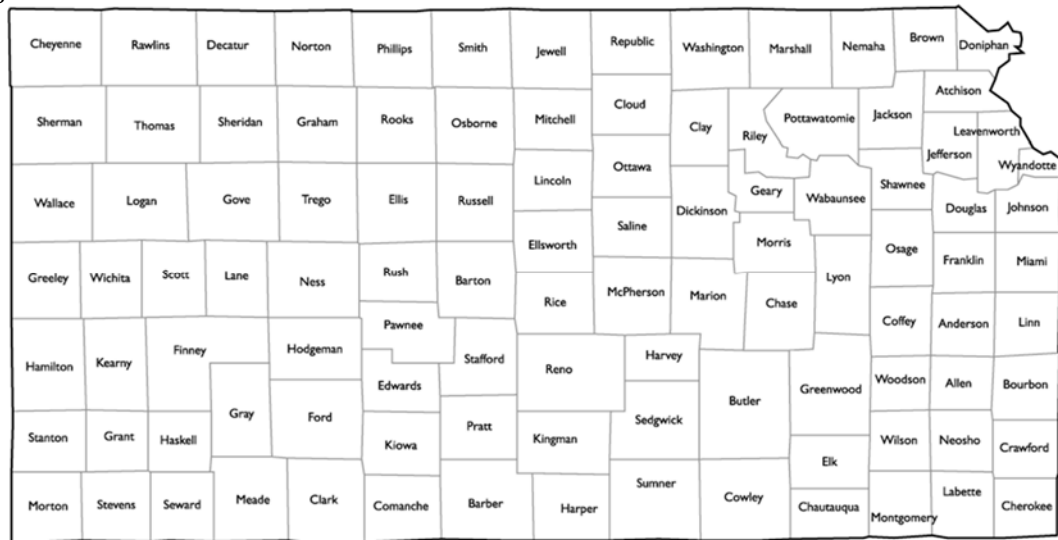 Cheyenne
Rawlins
Decatur
Norton
Phillips
Smith
Jewell
Republic
Washington
Marshall
Nemaha
Brown
Doniphan
Sherman
Thomas
Sheridan
Graham
Rooks
Osborne
Mitchell
Cloud
Clay
Riley
Pottawatomie
Jackson
Atchison
Leavenworth
Jefferson
Wyandotte
Wallace
Logan
Gove
Trego
Ellis
Russell
Lincoln
Ottawa
Saline
Dickinson
Geary
Wabaunsee
Shawnee
Douglas
Johnson
Greeley
Wichita
Scott
Lane
Ness
Rush
Barton
Ellsworth
Rice
McPherson
Marion
Morris
Chase
Lyon
Osage
Franklin
Miami
Hamilton
Kearny
Finney
Hodgeman
Pawnee
Edwards
Stafford
Reno
Harvey
Sedgwick
Butler
Greenwood
Coffey
Anderson
Linn
Woodson
Allen
Bourbon
Stanton
Grant
Haskell
Gray
Ford
Kiowa
Pratt
Kingman
Elk
Wilson
Neosho
Crawford
Morton
Stevens
Seward
Meade
Clark
Comanche
Barber
Harper
Sumner
Cowley
Chautauqua
Montgomery
Labette
Cherokee